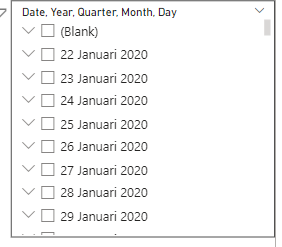 Date, Year, Quarter, Month, Day
(Blank)
22 Januari 2020
23 Januari 2020
24 Januari 2020
25 Januari 2020
26 Januari 2020
27 Januari 2020
28 Januari 2020
29 Januari 2020